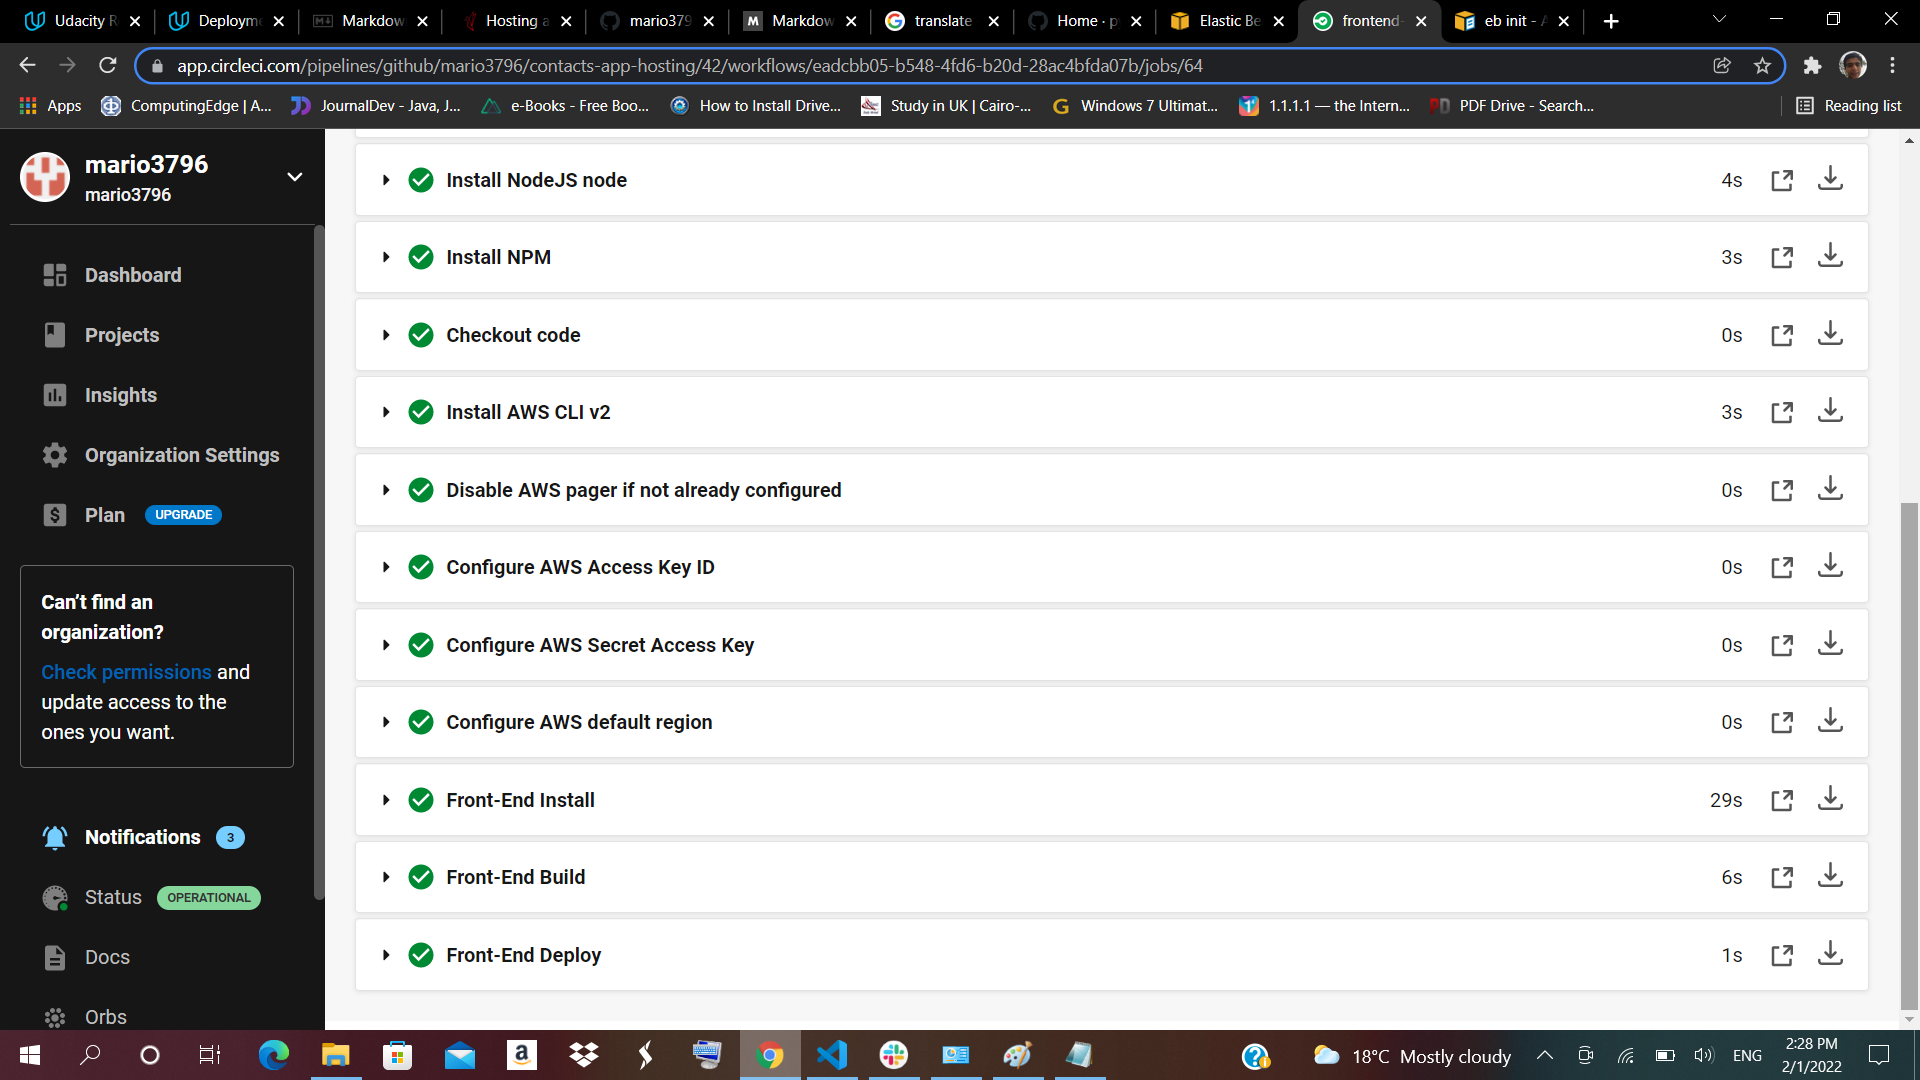 Udacity R
Deployme
Markdow
Hosting a
mario379
Markdow
translate
Home · p
Elastic Be
frontend-
eb init - A
app.circleci.com/pipelines/github/mario3796/contacts-app-hosting/42/workflows/eadcbb05-b548-4fd6-b20d-28ac4bfda07b/jobs/64
Apps
ComputingEdge | A...
JournalDev - Java, J...
e-Books - Free Boo...
How to Install Drive...
Study in UK | Cairo-...
Windows 7 Ultimat...
1.1.1.1 — the Intern...
PDF Drive - Search...
Reading list
mario3796
mario3796
Dashboard
Projects
Insights
Organization Settings
Plan UPGRADE
Can't find an
organization?
Check permissions and
update access to the
ones you want.
Notifications 3
Status OPERATIONAL
Docs
Orbs
Install NodeJS node 4s
Install NPM 3s
Checkout code 0s
Install AWS CLI v2 3s
Disable AWS pager if not already configured 0s
Configure AWS Access Key ID 0s
Configure AWS Secret Access Key 0s
Configure AWS default region 0s
Front-End Install 29s
Front-End Build 6s
Front-End Deploy 1s
18°C Mostly cloudy
ENG
2:28 PM
2/1/2022